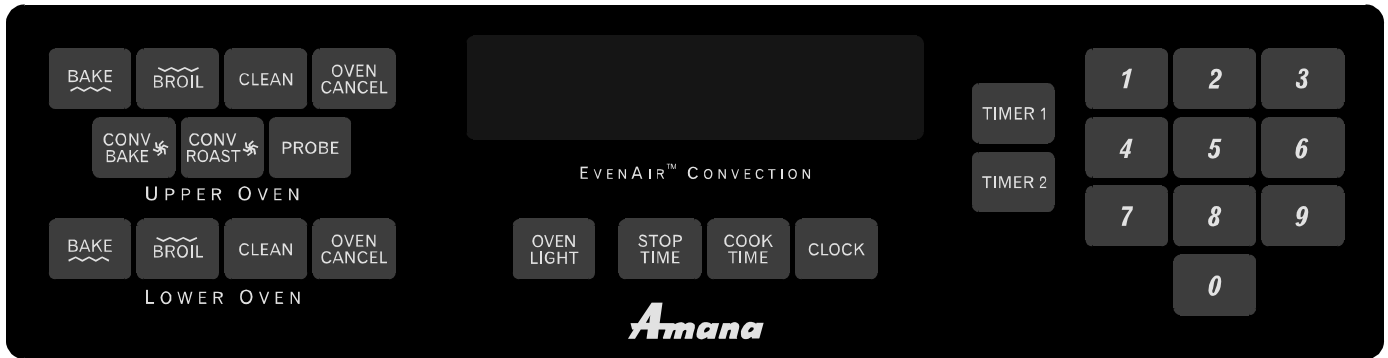 BAKE
BROIL
CLEAN
OVEN
CANCEL
CONV
BAKE
CONV
ROAST
PROBE
UPPER OVEN
BAKE
BROIL
CLEAN
OVEN
CANCEL
LOWER OVEN
EVENAIR™ CONVECTION
OVEN
LIGHT
STOP
TIME
COOK
TIME
CLOCK
Amana
TIMER 1
TIMER 2
1
2
3
4
5
6
7
8
9
0